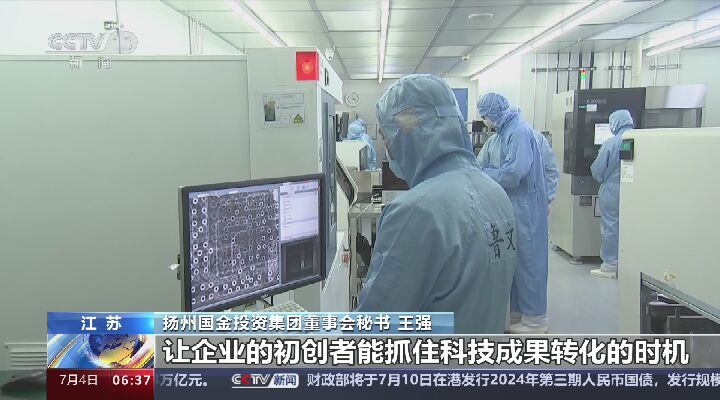 CCTV 13
新闻
鲁文
江苏
扬州国金投资集团董事会秘书 王强
让企业的初创者能抓住科技成果转化的时机
7月4日 06:37
万亿元。 CCTV 新闻 财政部将于7月10日在港发行2024年第三期人民币国债，发行规模